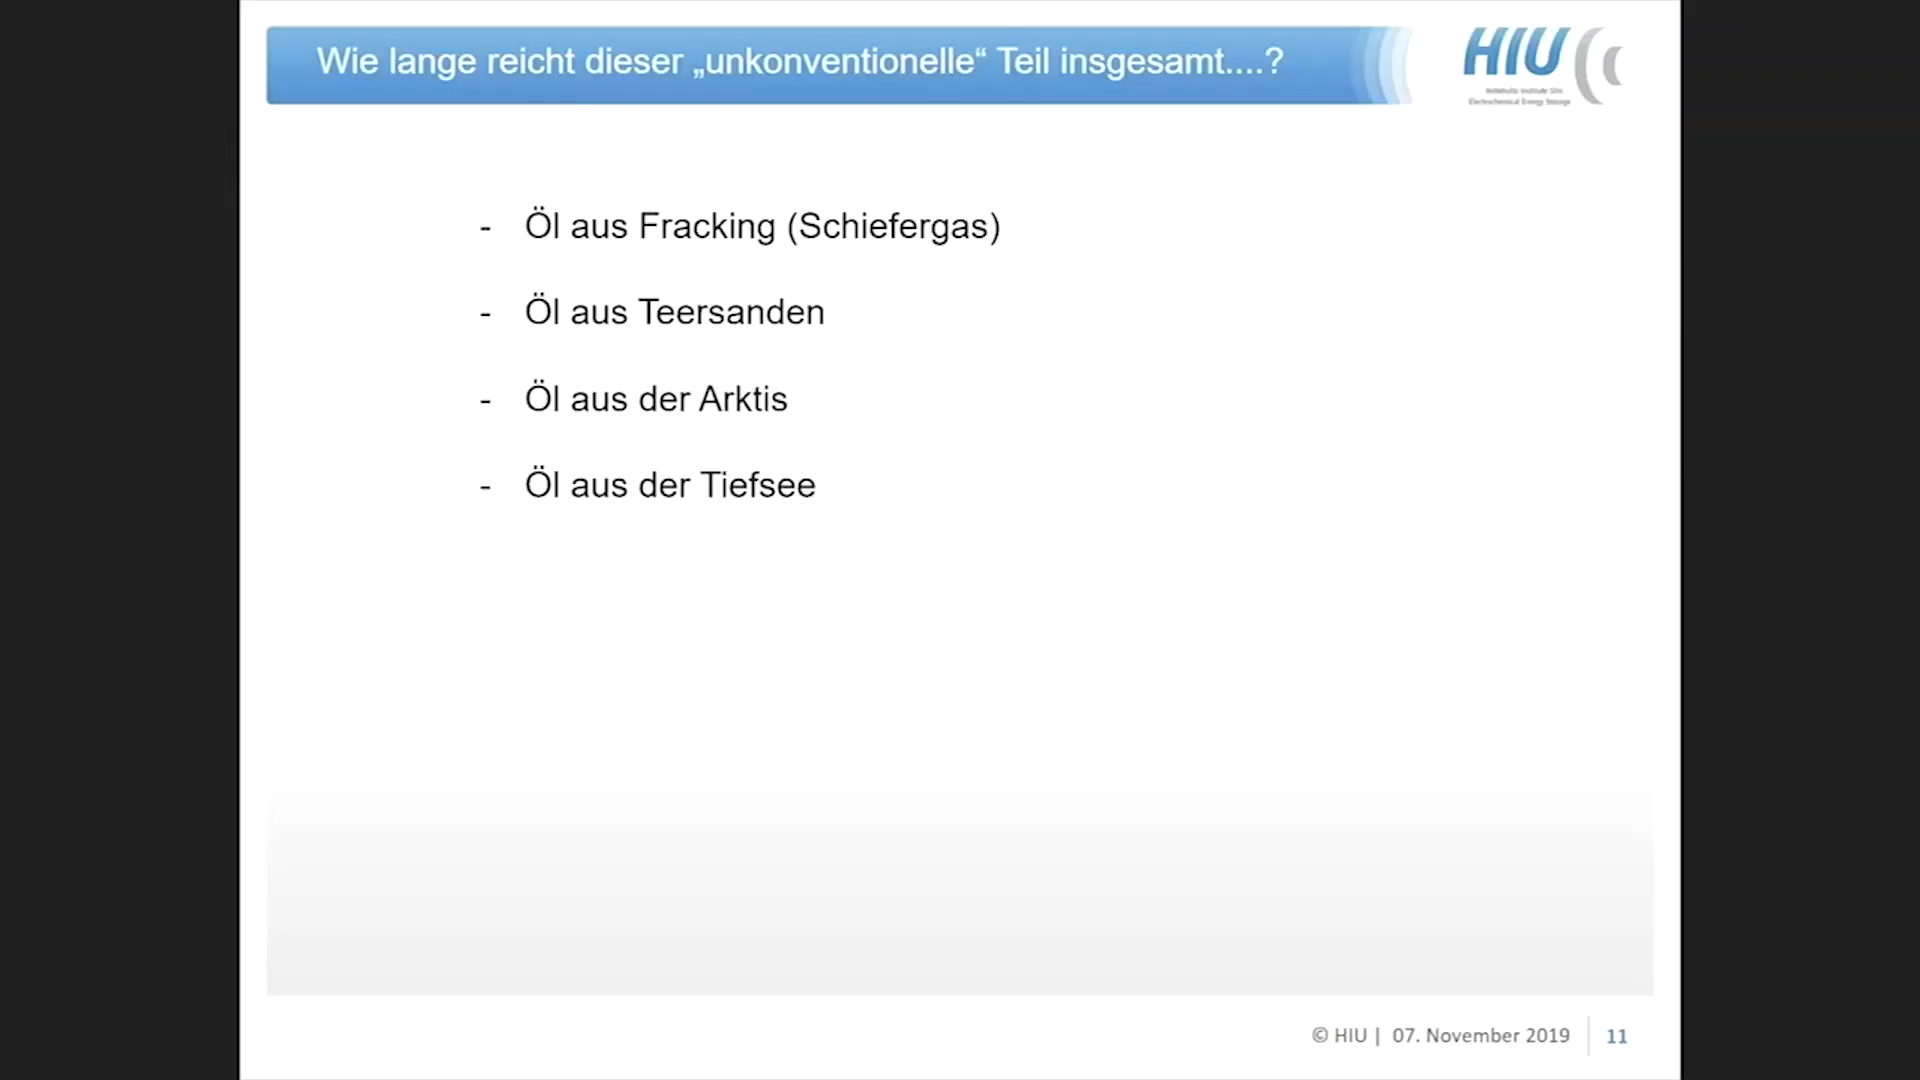 Wie lange reicht dieser „unkonventionelle“ Teil insgesamt....?
HIU
Helmholtz Institute Ulm
Electrochemical Energy Storage
- Öl aus Fracking (Schiefergas)
- Öl aus Teersanden
- Öl aus der Arktis
- Öl aus der Tiefsee
© HIU | 07. November 2019 11